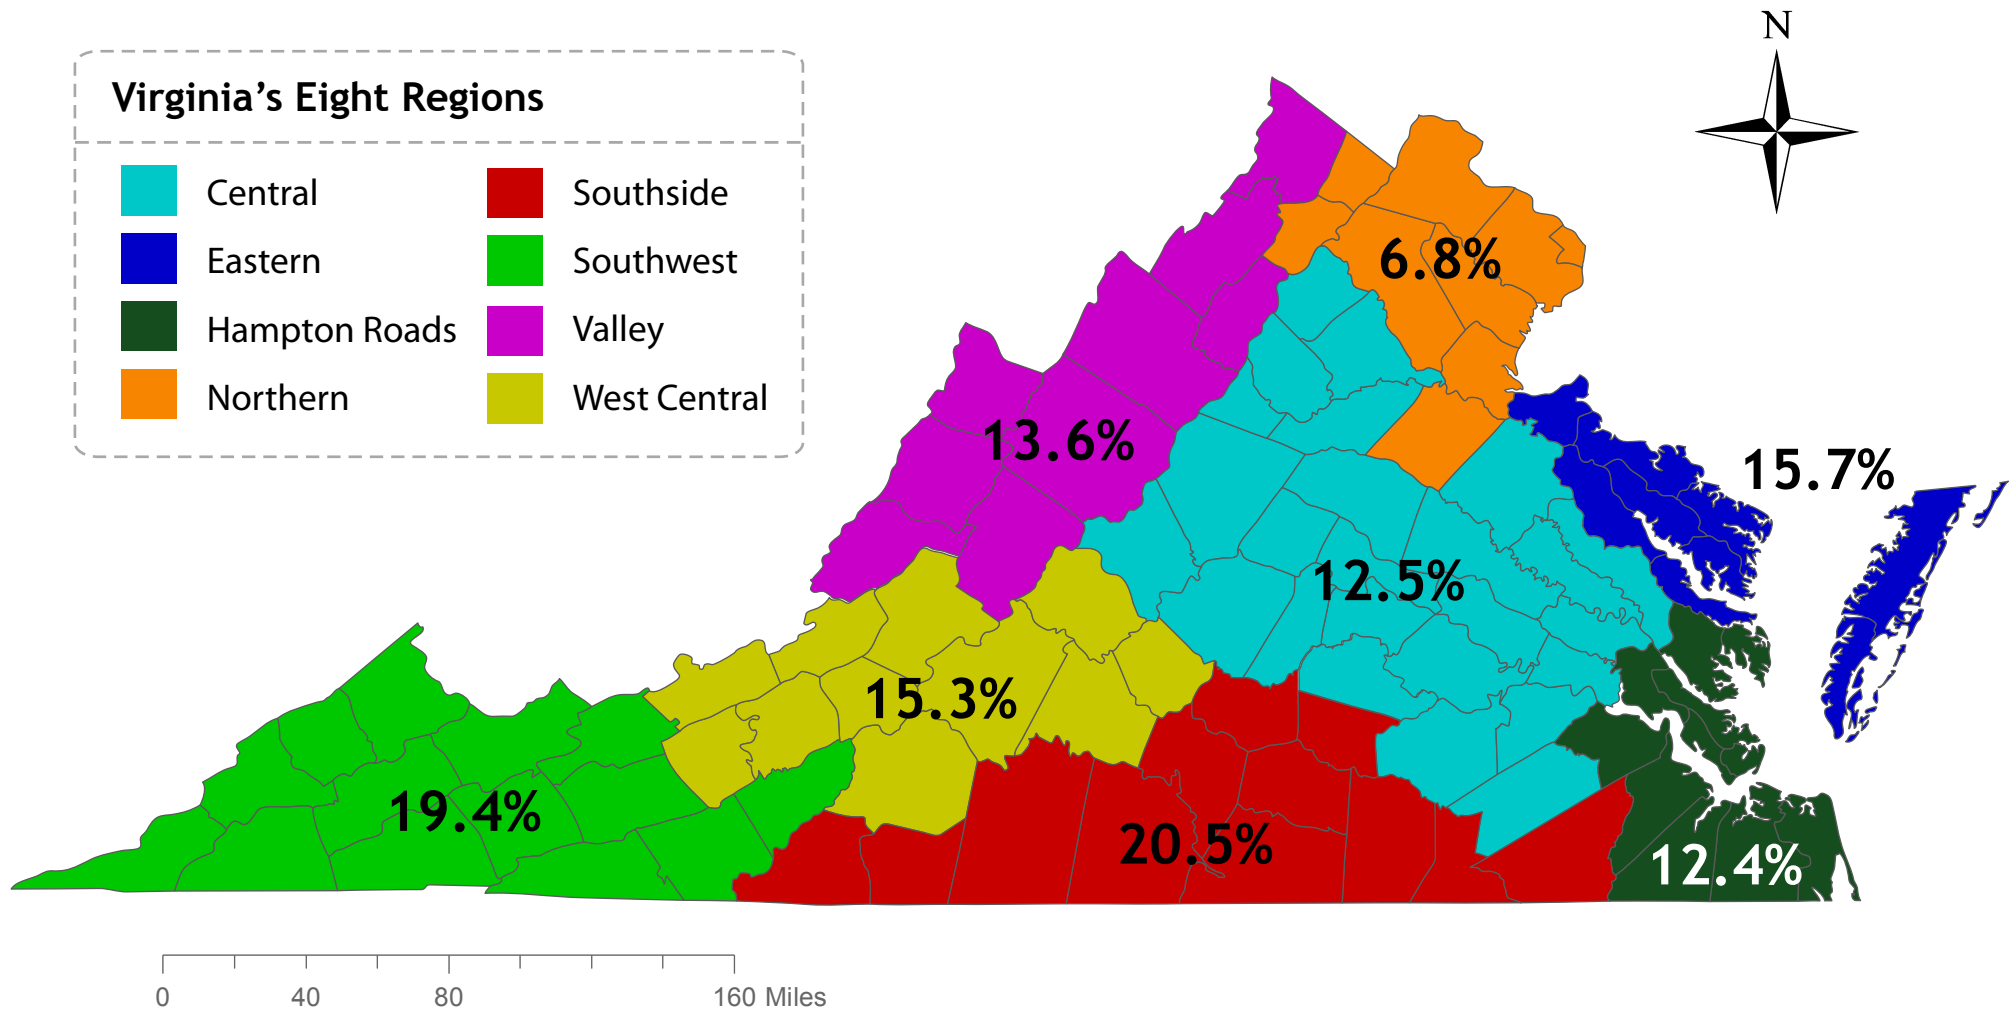 N
Virginia's Eight Regions
Central
Southside
Eastern
Southwest
Hampton Roads
Valley
Northern
West Central
6.8%
13.6%
15.7%
12.5%
15.3%
19.4%
20.5%
12.4%
0 40 80 160 Miles